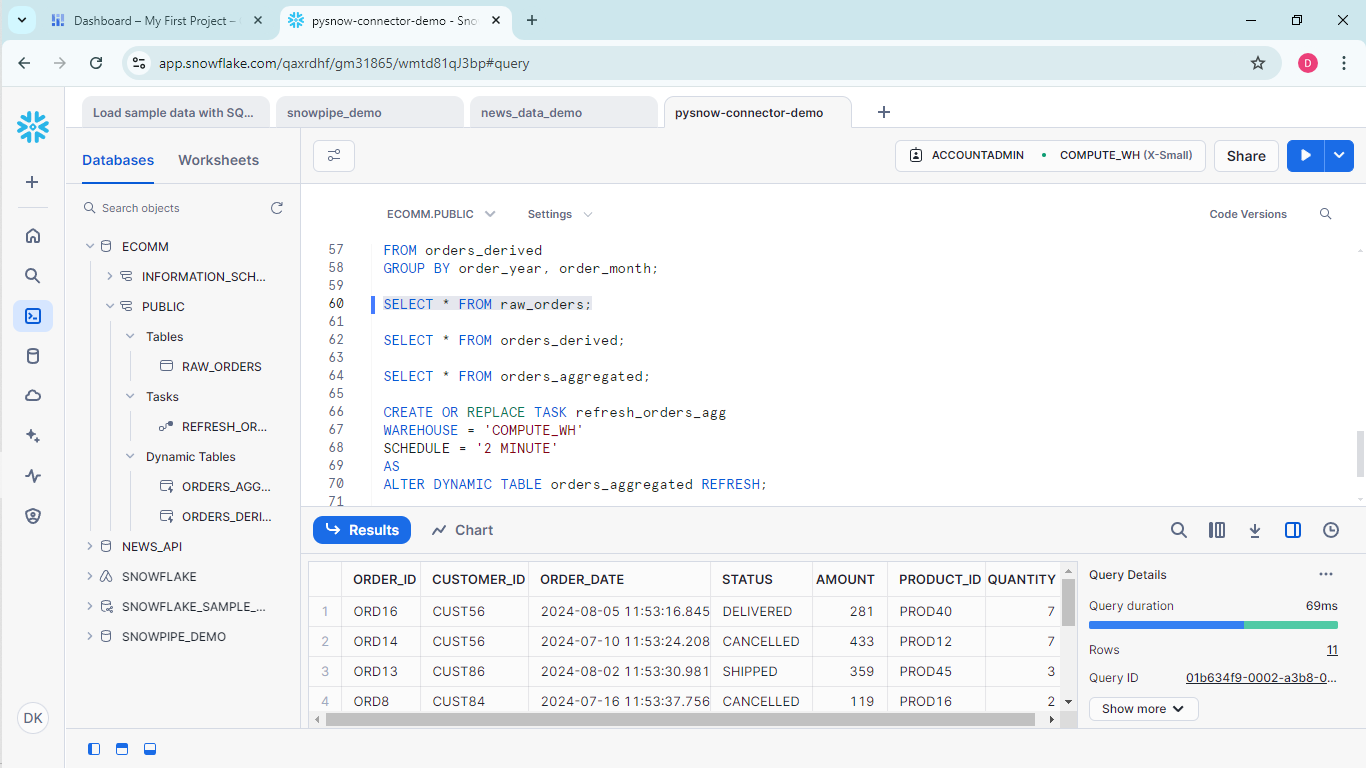 Dashboard – My First Project –
pysnow-connector-demo - Snow
app.snowflake.com/qaxrdhf/gm31865/wmtd81qJ3bp#query
D
Load sample data with SQ...
snowpipe_demo
news_data_demo
pysnow-connector-demo
Databases
Worksheets
ACCOUNTADMIN
COMPUTE_WH (X-Small)
Share
Search objects
ECOMM
INFORMATION_SCH...
PUBLIC
Tables
RAW_ORDERS
Tasks
REFRESH_OR...
Dynamic Tables
ORDERS_AGG...
ORDERS_DERI...
NEWS_API
SNOWFLAKE
SNOWFLAKE_SAMPLE_...
SNOWPIPE_DEMO
DK
ECOMM.PUBLIC
Settings
Code Versions
57 FROM orders_derived
58 GROUP BY order_year, order_month;
59
60 SELECT * FROM raw_orders;
61
62 SELECT * FROM orders_derived;
63
64 SELECT * FROM orders_aggregated;
65
66 CREATE OR REPLACE TASK refresh_orders_agg
67 WAREHOUSE = 'COMPUTE_WH'
68 SCHEDULE = '2 MINUTE'
69 AS
70 ALTER DYNAMIC TABLE orders_aggregated REFRESH;
71
Results
Chart
ORDER_ID CUSTOMER_ID ORDER_DATE STATUS AMOUNT PRODUCT_ID QUANTITY
1 ORD16 CUST56 2024-08-05 11:53:16.845 DELIVERED 281 PROD40 7
2 ORD14 CUST56 2024-07-10 11:53:24.208 CANCELLED 433 PROD12 7
3 ORD13 CUST86 2024-08-02 11:53:30.981 SHIPPED 359 PROD45 3
4 ORD8 CUST84 2024-07-16 11:53:37.756 CANCELLED 119 PROD16 2
Query Details
...
Query duration 69ms
Rows 11
Query ID 01b634f9-0002-a3b8-0...
Show more